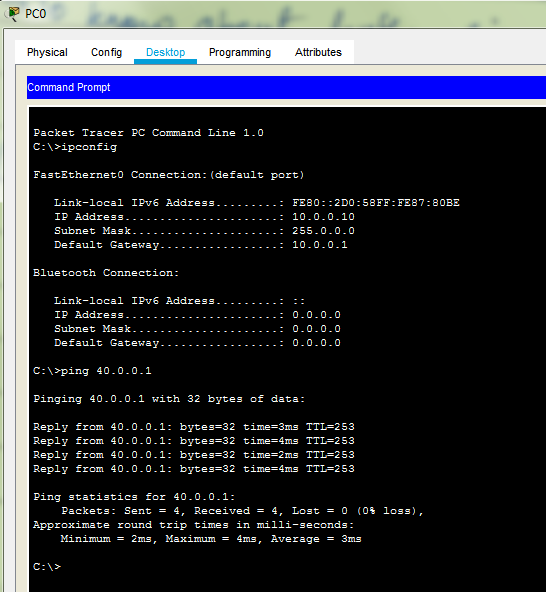 PC0
Physical Config Desktop Programming Attributes
Command Prompt
Packet Tracer PC Command Line 1.0
C:\>ipconfig
FastEthernet0 Connection:(default port)
Link-local IPv6 Address.........: FE80::2D0:58FF:FE87:80BE
IP Address......................: 10.0.0.10
Subnet Mask.....................: 255.0.0.0
Default Gateway.................: 10.0.0.1
Bluetooth Connection:
Link-local IPv6 Address.........: ::
IP Address......................: 0.0.0.0
Subnet Mask.....................: 0.0.0.0
Default Gateway.................: 0.0.0.0
C:\>ping 40.0.0.1
Pinging 40.0.0.1 with 32 bytes of data:
Reply from 40.0.0.1: bytes=32 time=3ms TTL=253
Reply from 40.0.0.1: bytes=32 time=4ms TTL=253
Reply from 40.0.0.1: bytes=32 time=2ms TTL=253
Reply from 40.0.0.1: bytes=32 time=4ms TTL=253
Ping statistics for 40.0.0.1:
Packets: Sent = 4, Received = 4, Lost = 0 (0% loss),
Approximate round trip times in milli-seconds:
Minimum = 2ms, Maximum = 4ms, Average = 3ms
C:\>